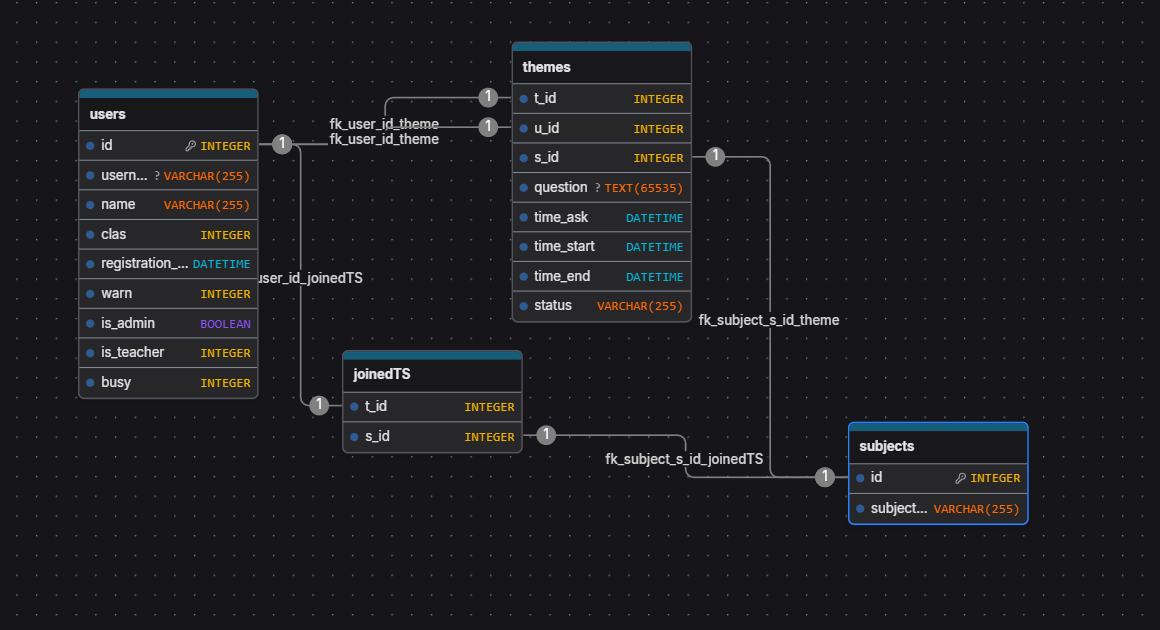 users
id INTEGER
usern... ? VARCHAR(255)
name VARCHAR(255)
clas INTEGER
registration_... DATETIME
warn INTEGER
is_admin BOOLEAN
is_teacher INTEGER
busy INTEGER
1
fk_user_id_theme
fk_user_id_theme
1
1
user_id_joinedTS
1
themes
t_id INTEGER
u_id INTEGER
s_id INTEGER
question ? TEXT(65535)
time_ask DATETIME
time_start DATETIME
time_end DATETIME
status VARCHAR(255)
1
fk_subject_s_id_theme
joinedTS
t_id INTEGER
s_id INTEGER
1
fk_subject_s_id_joinedTS
1
subjects
id INTEGER
subject... VARCHAR(255)